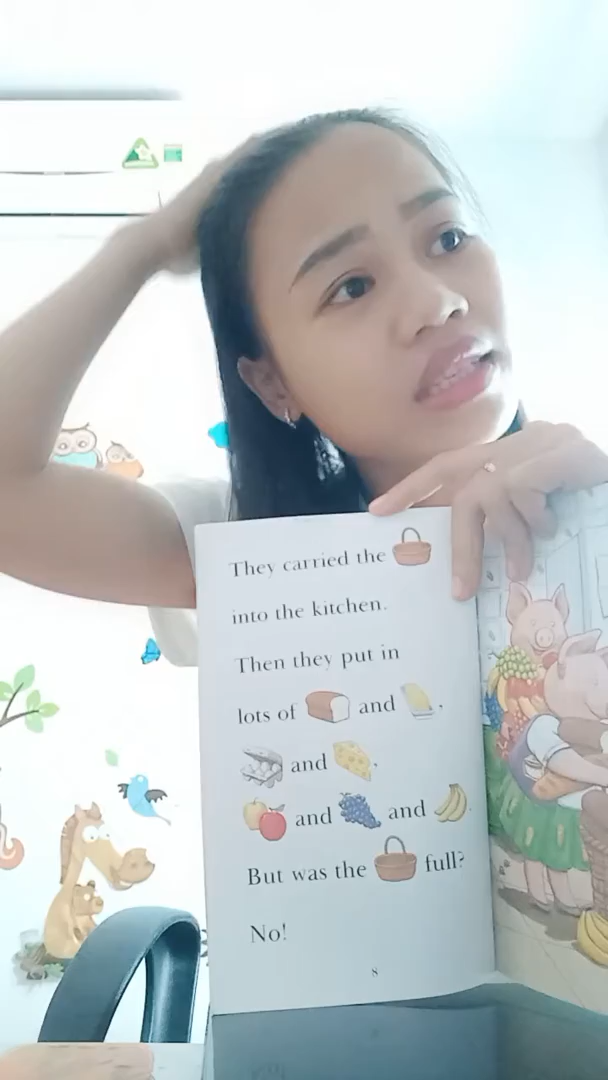 They carried the
into the kitchen.
Then they put in
lots of and ,
and ,
and and .
But was the full?
No!
8